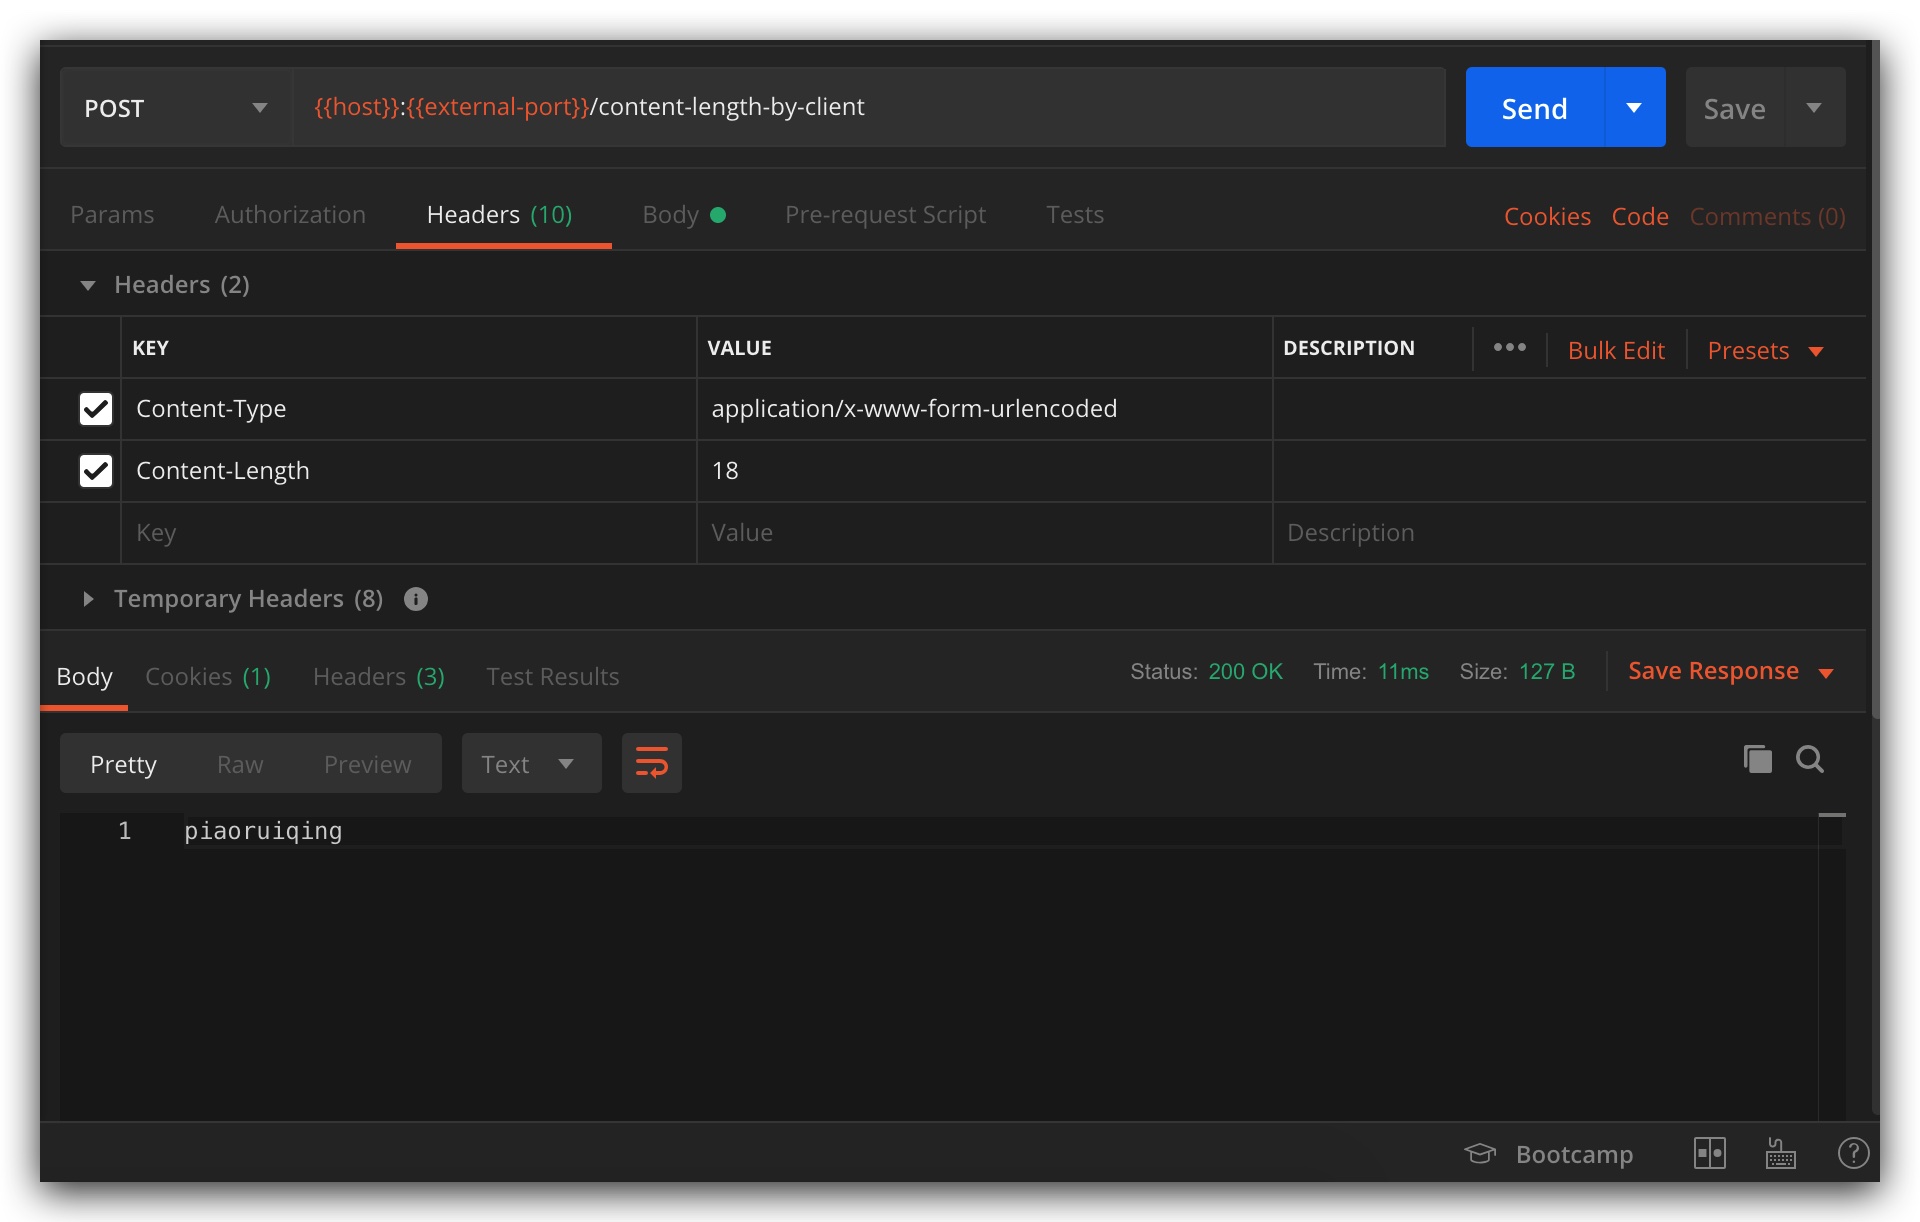 POST {{host}}:{{external-port}}/content-length-by-client Send Save
Params Authorization Headers (10) Body Pre-request Script Tests Cookies Code Comments (0)
Headers (2)
KEY VALUE DESCRIPTION ••• Bulk Edit Presets
Content-Type application/x-www-form-urlencoded
Content-Length 18
Key Value Description
Temporary Headers (8)
Body Cookies (1) Headers (3) Test Results Status: 200 OK Time: 11ms Size: 127 B Save Response
Pretty Raw Preview Text
1 piaoruiqing
Bootcamp